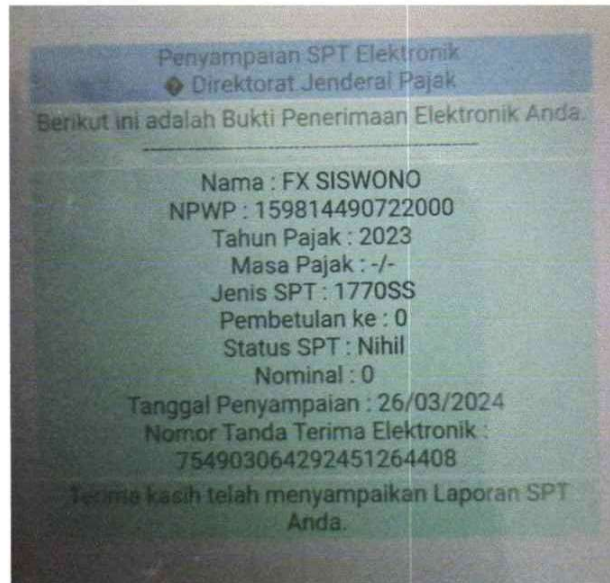 Penyampaian SPT Elektronik
� Direktorat Jenderal Pajak
Berikut ini adalah Bukti Penerimaan Elektronik Anda.
------------------------------------------------
Nama : FX SISWONO
NPWP : 159814490722000
Tahun Pajak : 2023
Masa Pajak : -/-
Jenis SPT : 1770SS
Pembetulan ke : 0
Status SPT : Nihil
Nominal : 0
Tanggal Penyampaian : 26/03/2024
Nomor Tanda Terima Elektronik :
754903064292451264408
Terima kasih telah menyampaikan Laporan SPT
Anda.